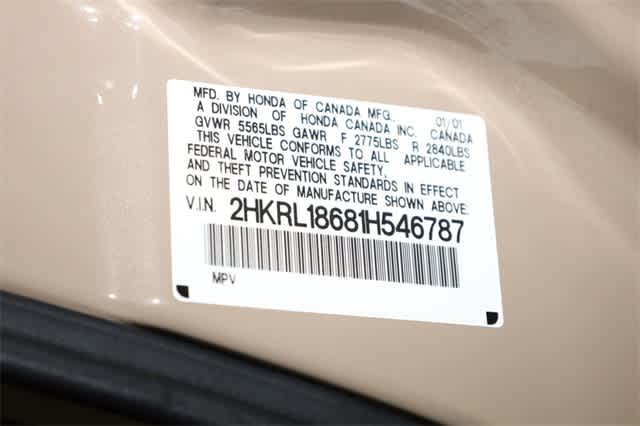 MFD. BY HONDA OF CANADA MFG. 01/01
A DIVISION OF HONDA CANADA INC. CANADA
GVWR 5565LBS GAWR F 2775LBS R 2840LBS
THIS VEHICLE CONFORMS TO ALL APPLICABLE
FEDERAL MOTOR VEHICLE SAFETY,
AND THEFT PREVENTION STANDARDS IN EFFECT
ON THE DATE OF MANUFACTURE SHOWN ABOVE.
V.I.N. 2HKRL18681H546787
MPV